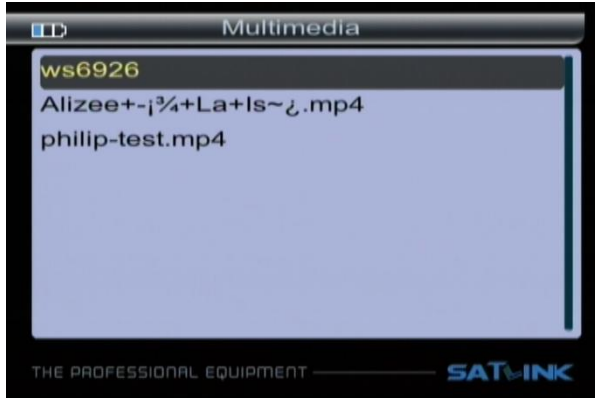 Multimedia
ws6926
Alizee+-¡¾+La+Is~¿.mp4
philip-test.mp4
THE PROFESSIONAL EQUIPMENT
SATLINK